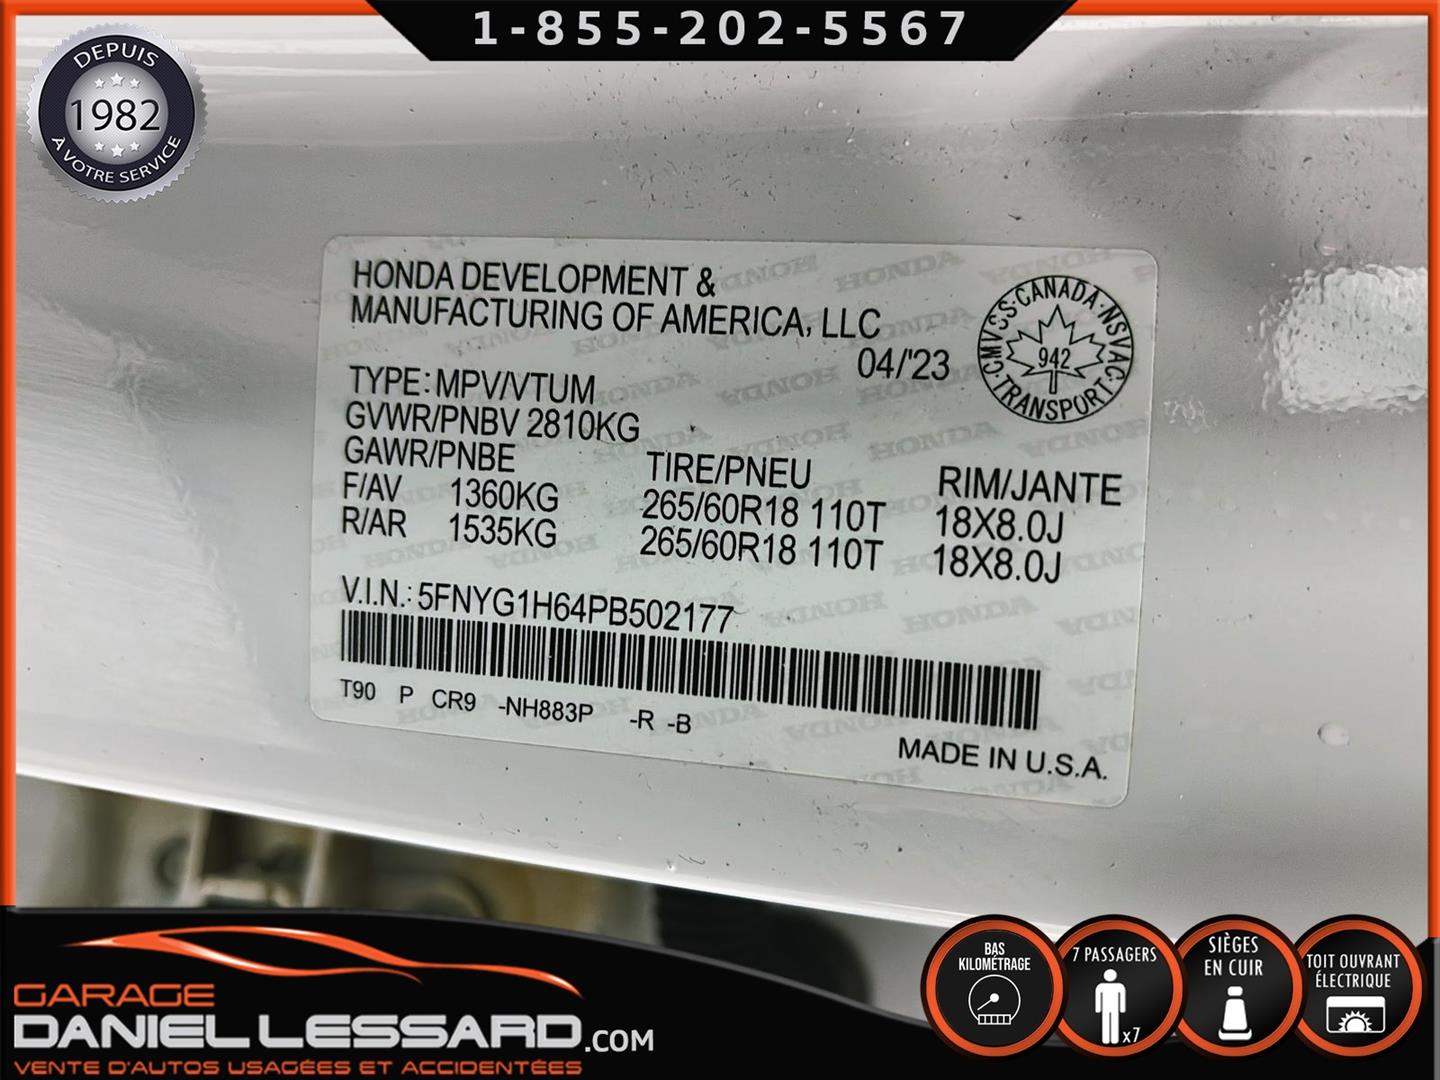 1-855-202-5567
DEPUIS
1982
À VOTRE SERVICE
HONDA DEVELOPMENT &
MANUFACTURING OF AMERICA, LLC
04/'23
CMVSS·CANADA·NSVAC·TRANSPORT·
942
TYPE: MPV/VTUM
GVWR/PNBV 2810KG
GAWR/PNBE TIRE/PNEU RIM/JANTE
F/AV 1360KG 265/60R18 110T 18X8.0J
R/AR 1535KG 265/60R18 110T 18X8.0J
V.I.N.: 5FNYG1H64PB502177
T90 P CR9 -NH883P -R -B
MADE IN U.S.A.
GARAGE
DANIEL LESSARD.COM
VENTE D'AUTOS USAGÉES ET ACCIDENTÉES
BAS
KILOMÉTRAGE
7 PASSAGERS
x7
SIÈGES
EN CUIR
TOIT OUVRANT
ÉLECTRIQUE